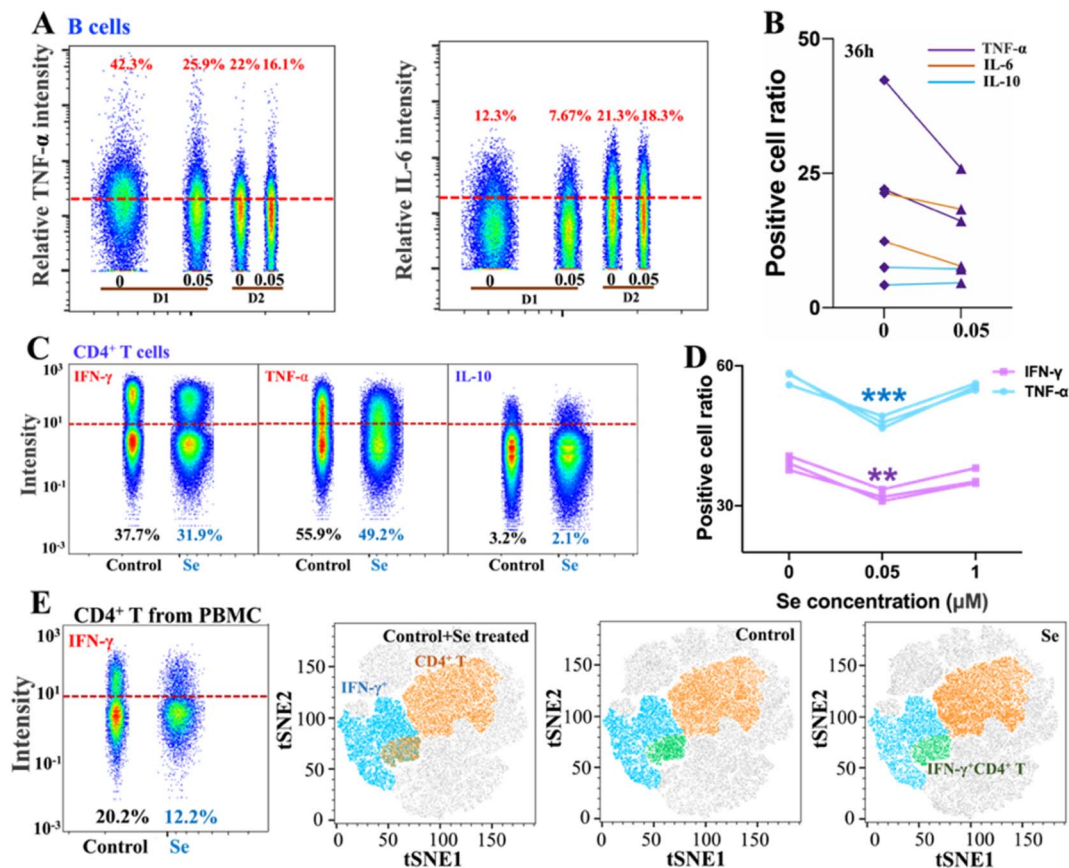 A B cells
Relative TNF-α intensity
42.3% 25.9% 22% 16.1%
0 0.05 0 0.05
D1 D2
Relative IL-6 intensity
12.3% 7.67% 21.3% 18.3%
0 0.05 0 0.05
D1 D2
B
36h
TNF-α
IL-6
IL-10
Positive cell ratio
50
25
0
0 0.05
C CD4⁺ T cells
Intensity
10³
10¹
10⁻¹
10⁻³
IFN-γ TNF-α IL-10
37.7% 31.9% 55.9% 49.2% 3.2% 2.1%
Control Se Control Se Control Se
D
IFN-γ
TNF-α
Positive cell ratio
60
30
***
**
0 0.05 1
Se concentration (μM)
E CD4⁺ T from PBMC
Intensity
10³
10¹
10⁻¹
10⁻³
IFN-γ
20.2% 12.2%
Control Se
Control+Se treated
CD4⁺ T
IFN-γ⁺
tSNE2
150
100
50
0
0 50 100 150
tSNE1
Control
tSNE2
150
100
50
0
0 50 100 150
tSNE1
Se
IFN-γ⁺CD4⁺ T
tSNE2
150
100
50
0
0 50 100 150
tSNE1